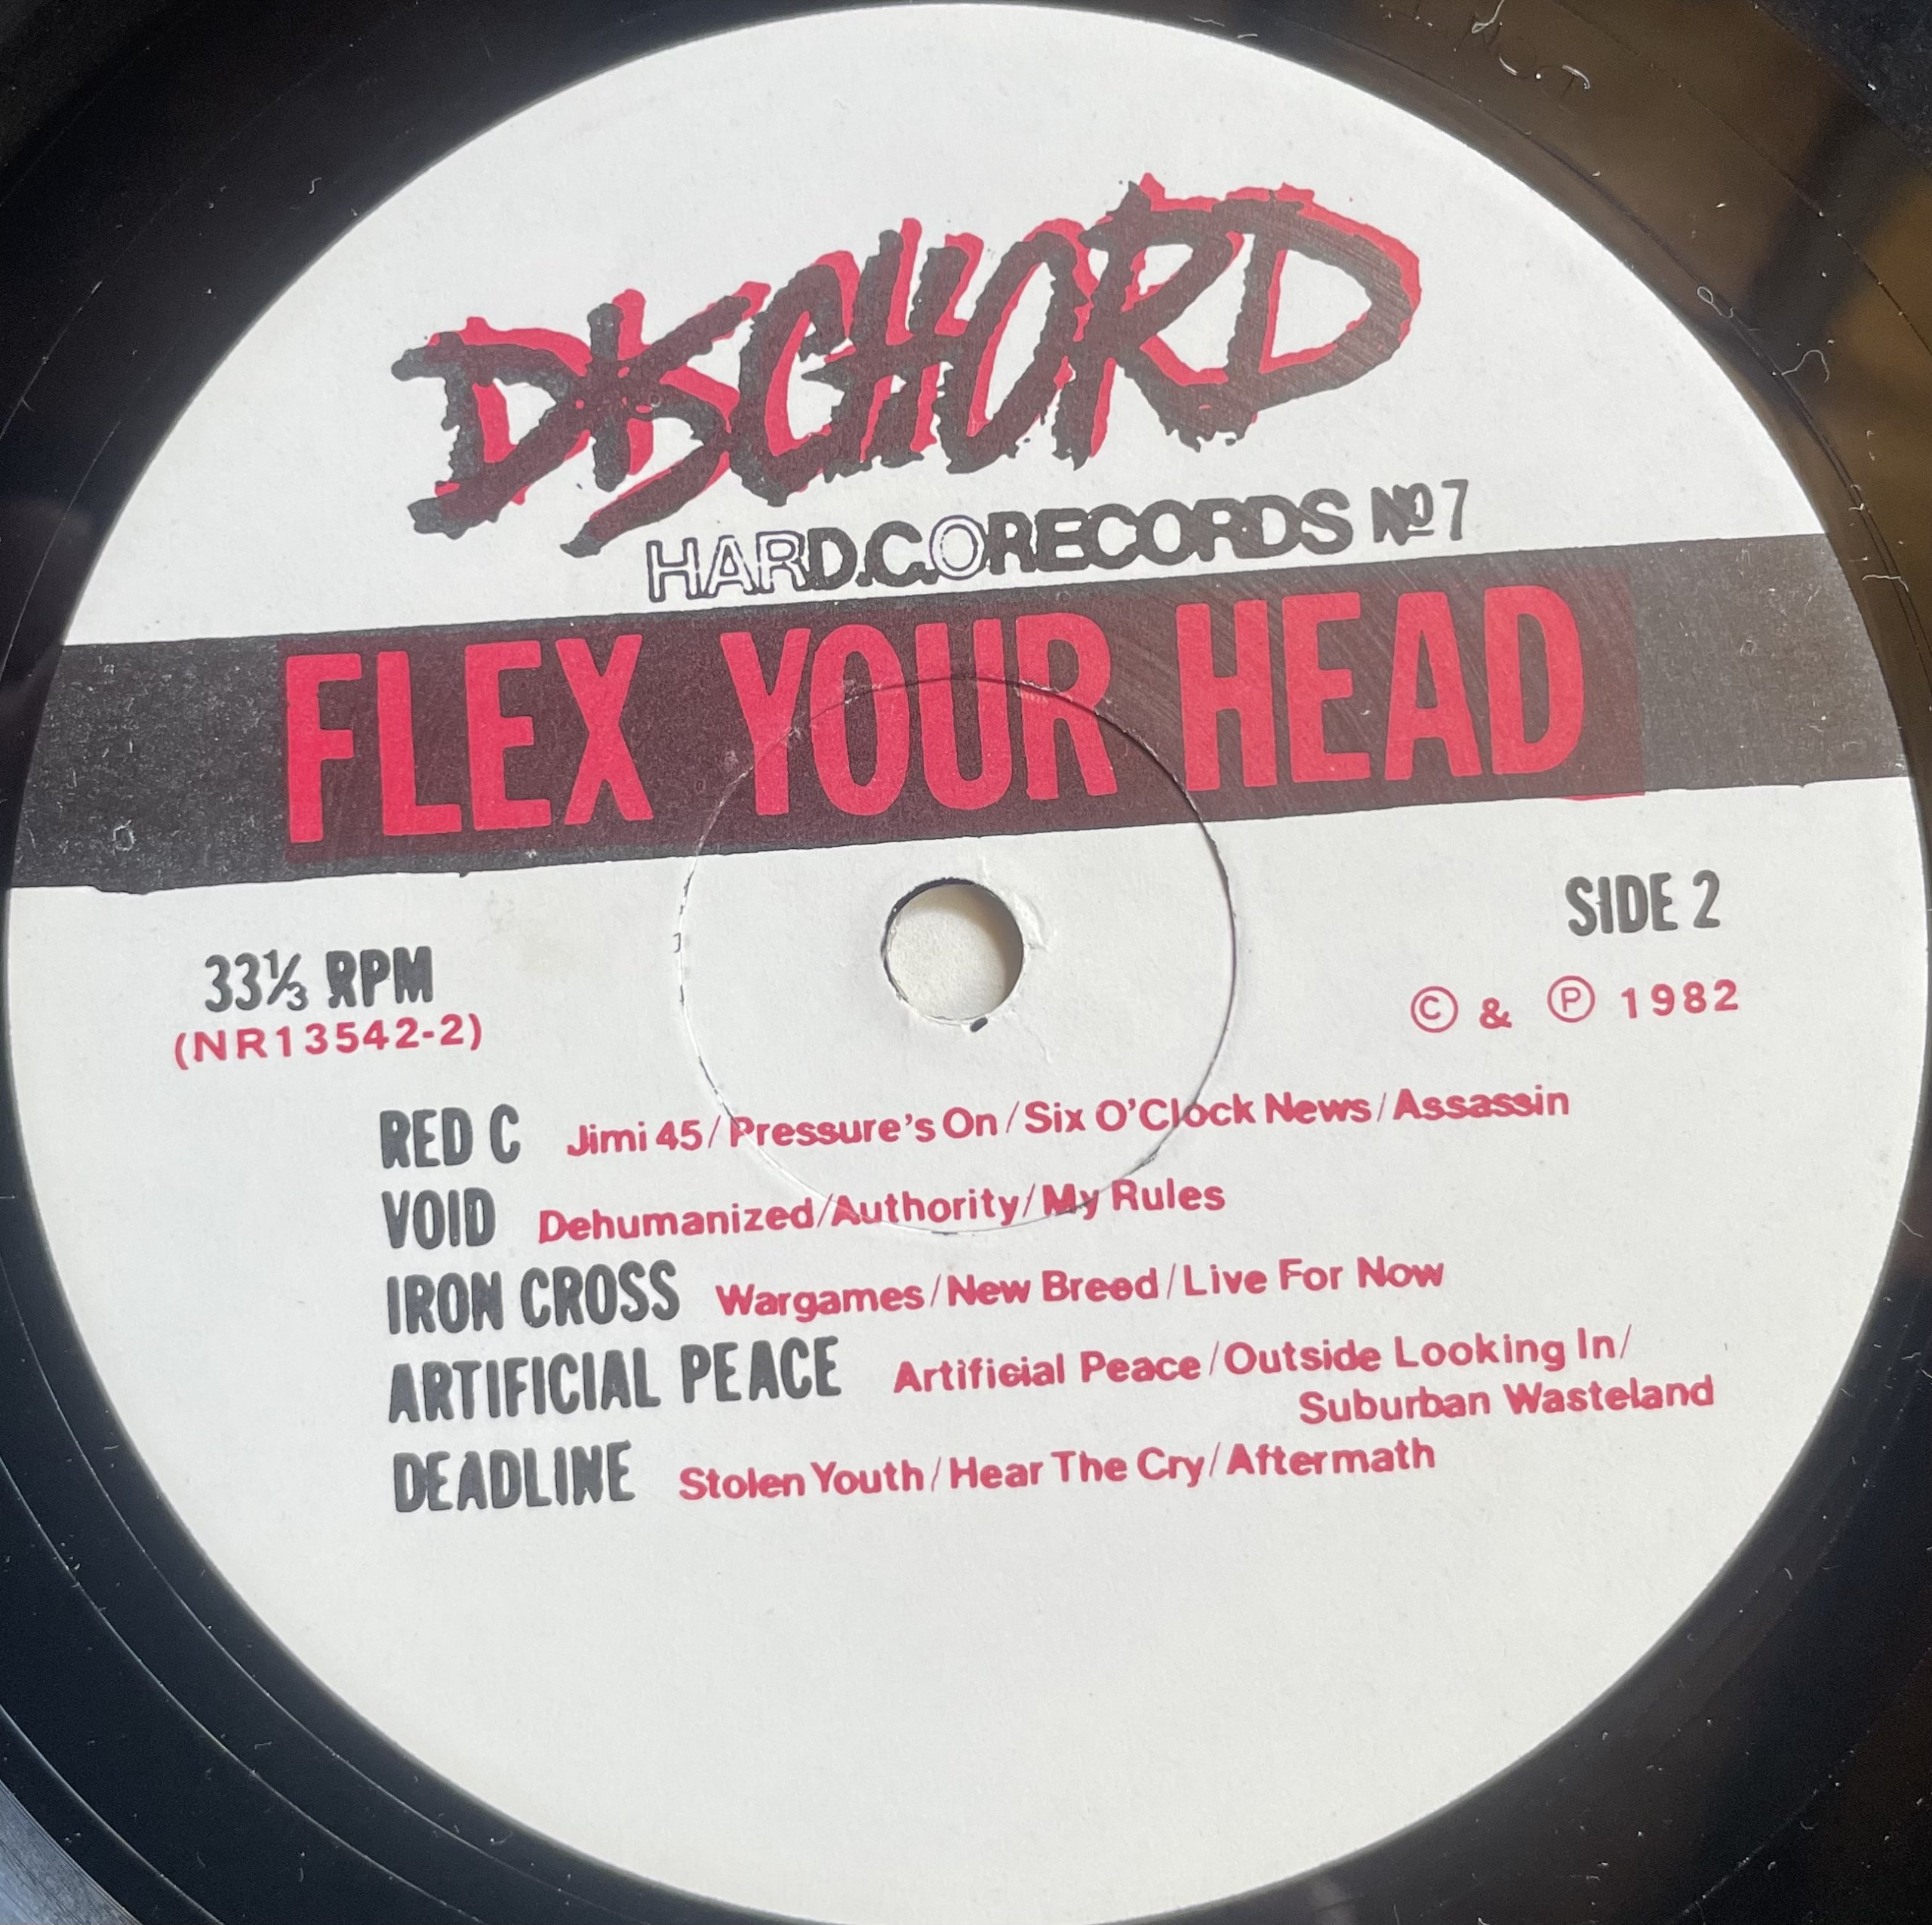 DISCHORD
HARD.C.ORECORDS № 7
FLEX YOUR HEAD
SIDE 2
33⅓ RPM
© & ℗ 1982
(NR13542-2)
RED C Jimi 45/Pressure's On/Six O'Clock News/Assassin
VOID Dehumanized/Authority/My Rules
IRON CROSS Wargames/New Breed/Live For Now
ARTIFICIAL PEACE Artificial Peace/Outside Looking In/
Suburban Wasteland
DEADLINE Stolen Youth/Hear The Cry/Aftermath